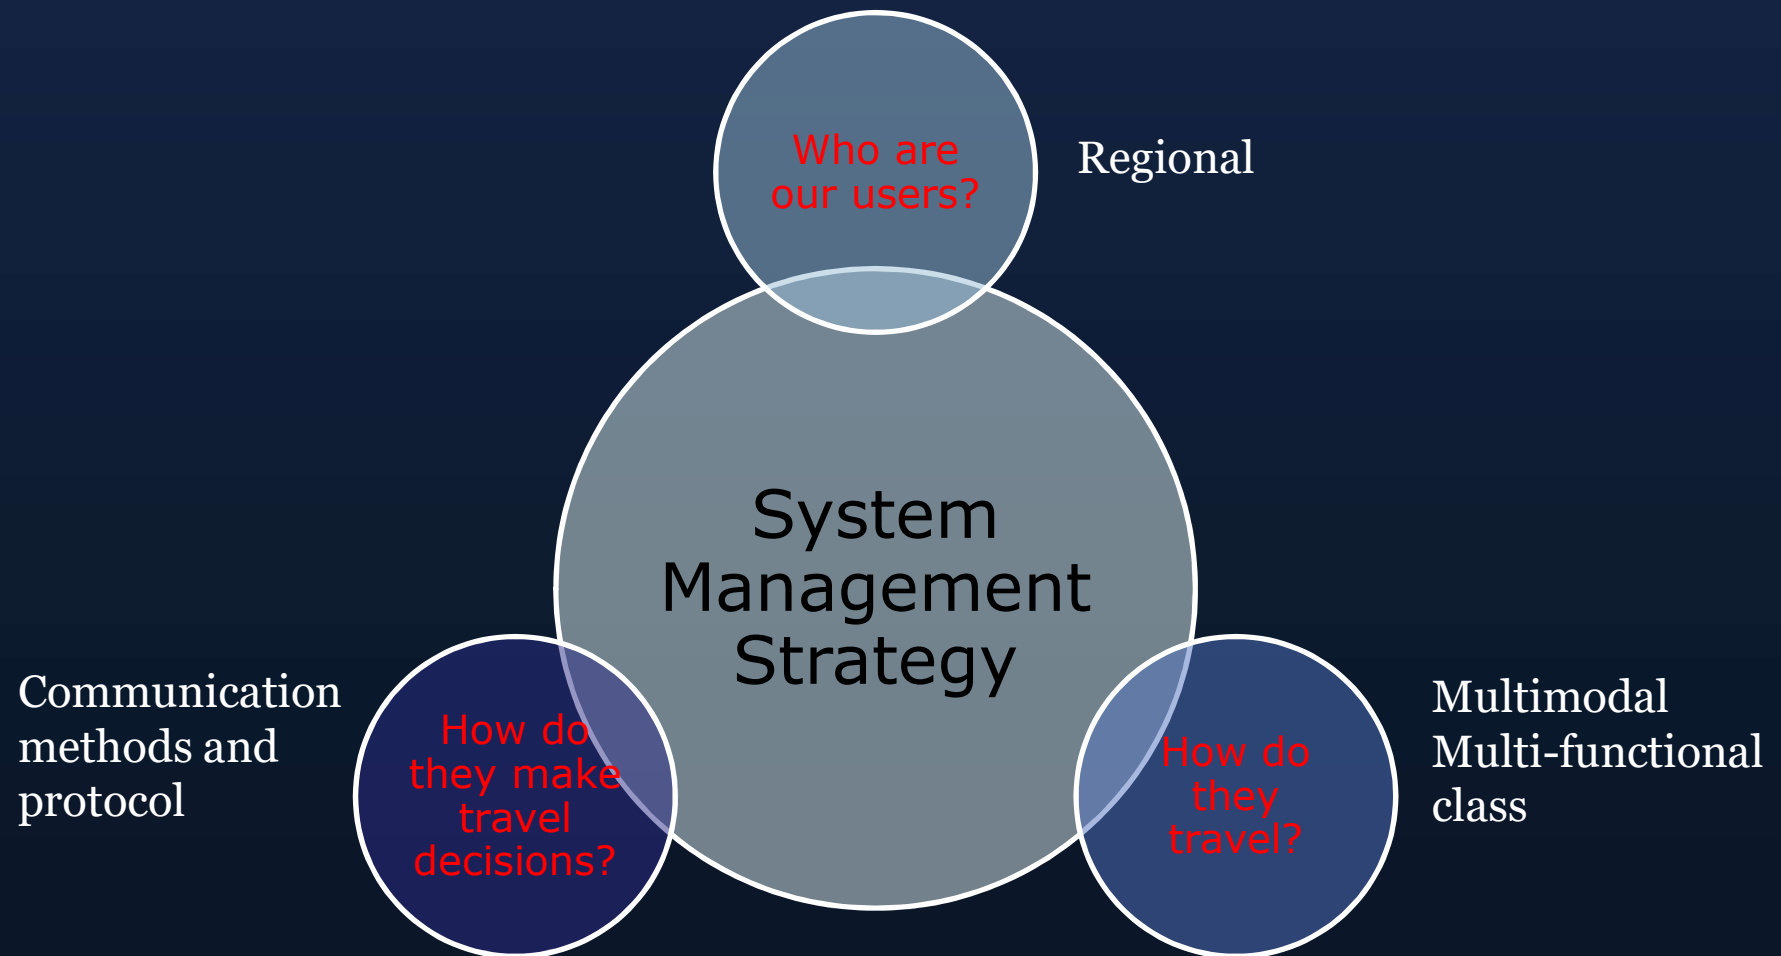 Who are
our users?
Regional
System
Management
Strategy
Communication
methods and
protocol
How do
they make
travel
decisions?
How do
they
travel?
Multimodal
Multi-functional
class